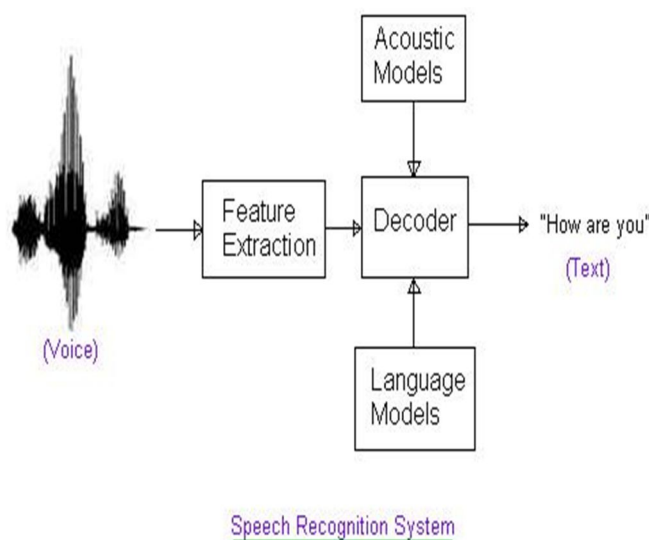 Acoustic
Models
Feature
Extraction
Decoder
"How are you"
(Text)
(Voice)
Language
Models
Speech Recognition System